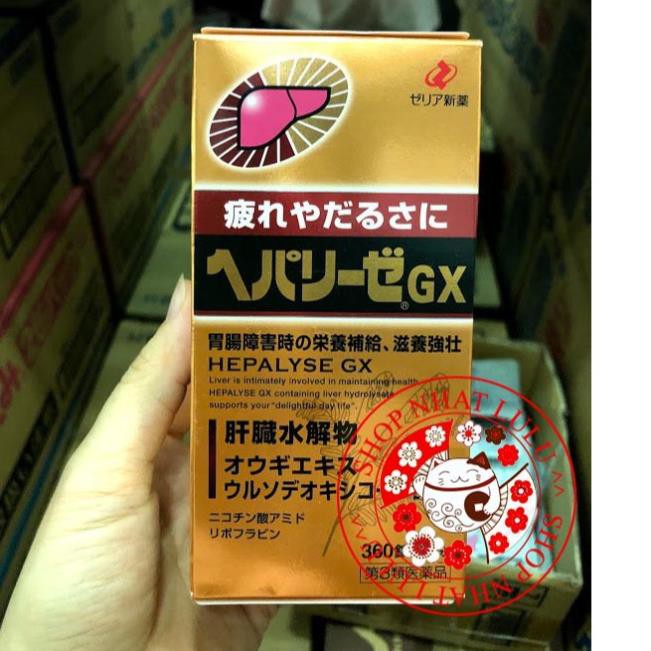 ゼリア新薬
疲れやだるさに
ヘパリーゼ®GX
胃腸障害時の栄養補給、滋養強壮
HEPALYSE GX
Liver is intimately involved in maintaining health.
HEPALYSE GX containing liver hydrolysate
supports your "delightful day life".
肝臓水解物
オウギエキス
ウルソデオキシコ
ニコチン酸アミド
リボフラビン
360
第3類医薬品
SHOP NHAT LULU ^^ SHOP NHAT LULU ^^